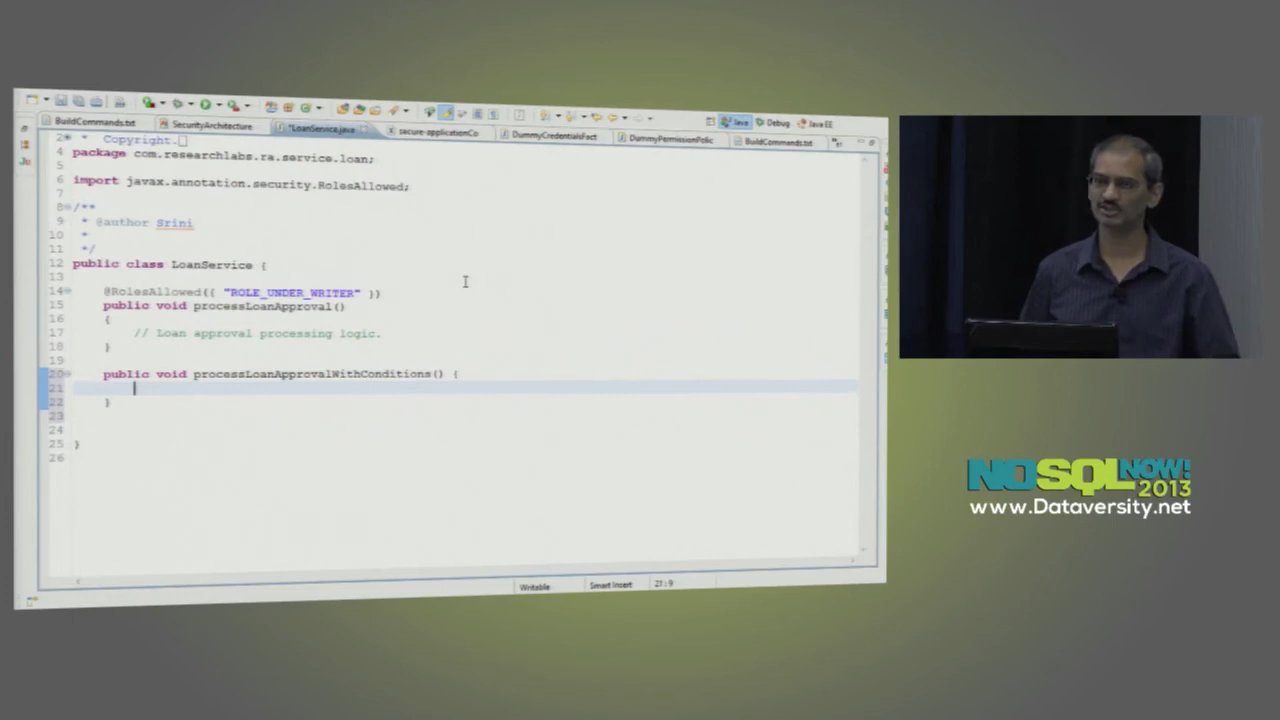 Java Debug Java EE
BuildCommands.txt SecurityArchitecture *LoanService.java secure-applicationCo DummyCredentialsFact DummyPermissionPolic BuildCommands.txt
2 * Copyright.
4 package com.researchlabs.ra.service.loan;
5
6 import javax.annotation.security.RolesAllowed;
7
8 /**
9 * @author Srini
10 *
11 */
12 public class LoanService {
13
14 @RolesAllowed({ "ROLE_UNDER_WRITER" })
15 public void processLoanApproval()
16 {
17 // Loan approval processing logic.
18 }
19
20 public void processLoanApprovalWithConditions() {
21
22 }
23
24
25 }
26
Writable Smart Insert 21:9
NOSQL NOW! 2013
www.Dataversity.net